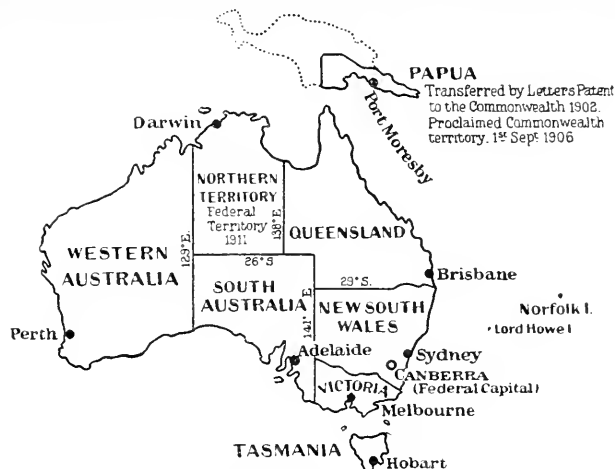 PAPUA
Transferred by Letters Patent
to the Commonwealth 1902.
Proclaimed Commonwealth
territory. 1st Sept. 1906
Port Moresby
Darwin
NORTHERN
TERRITORY
Federal
Territory
1911
129°E.
138°E.
QUEENSLAND
WESTERN
AUSTRALIA
26°S
SOUTH
AUSTRALIA
141° E
29°S.
Brisbane
NEW SOUTH
WALES
Norfolk I.
Lord Howe I
Perth
Adelaide
Sydney
CANBERRA
(Federal Capital)
VICTORIA
Melbourne
TASMANIA
Hobart